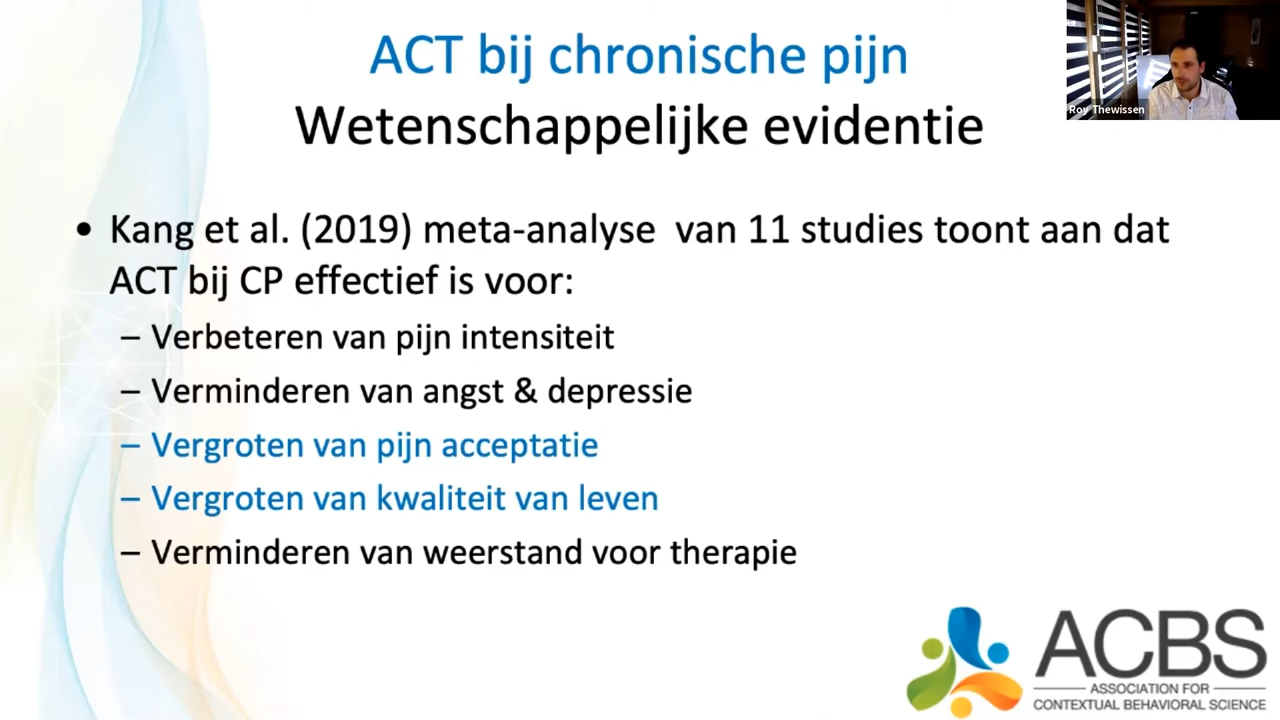 ACT bij chronische pijn
Wetenschappelijke evidentie
Roy Thewissen
• Kang et al. (2019) meta-analyse van 11 studies toont aan dat
ACT bij CP effectief is voor:
– Verbeteren van pijn intensiteit
– Verminderen van angst & depressie
– Vergroten van pijn acceptatie
– Vergroten van kwaliteit van leven
– Verminderen van weerstand voor therapie
ACBS
ASSOCIATION FOR
CONTEXTUAL BEHAVIORAL SCIENCE